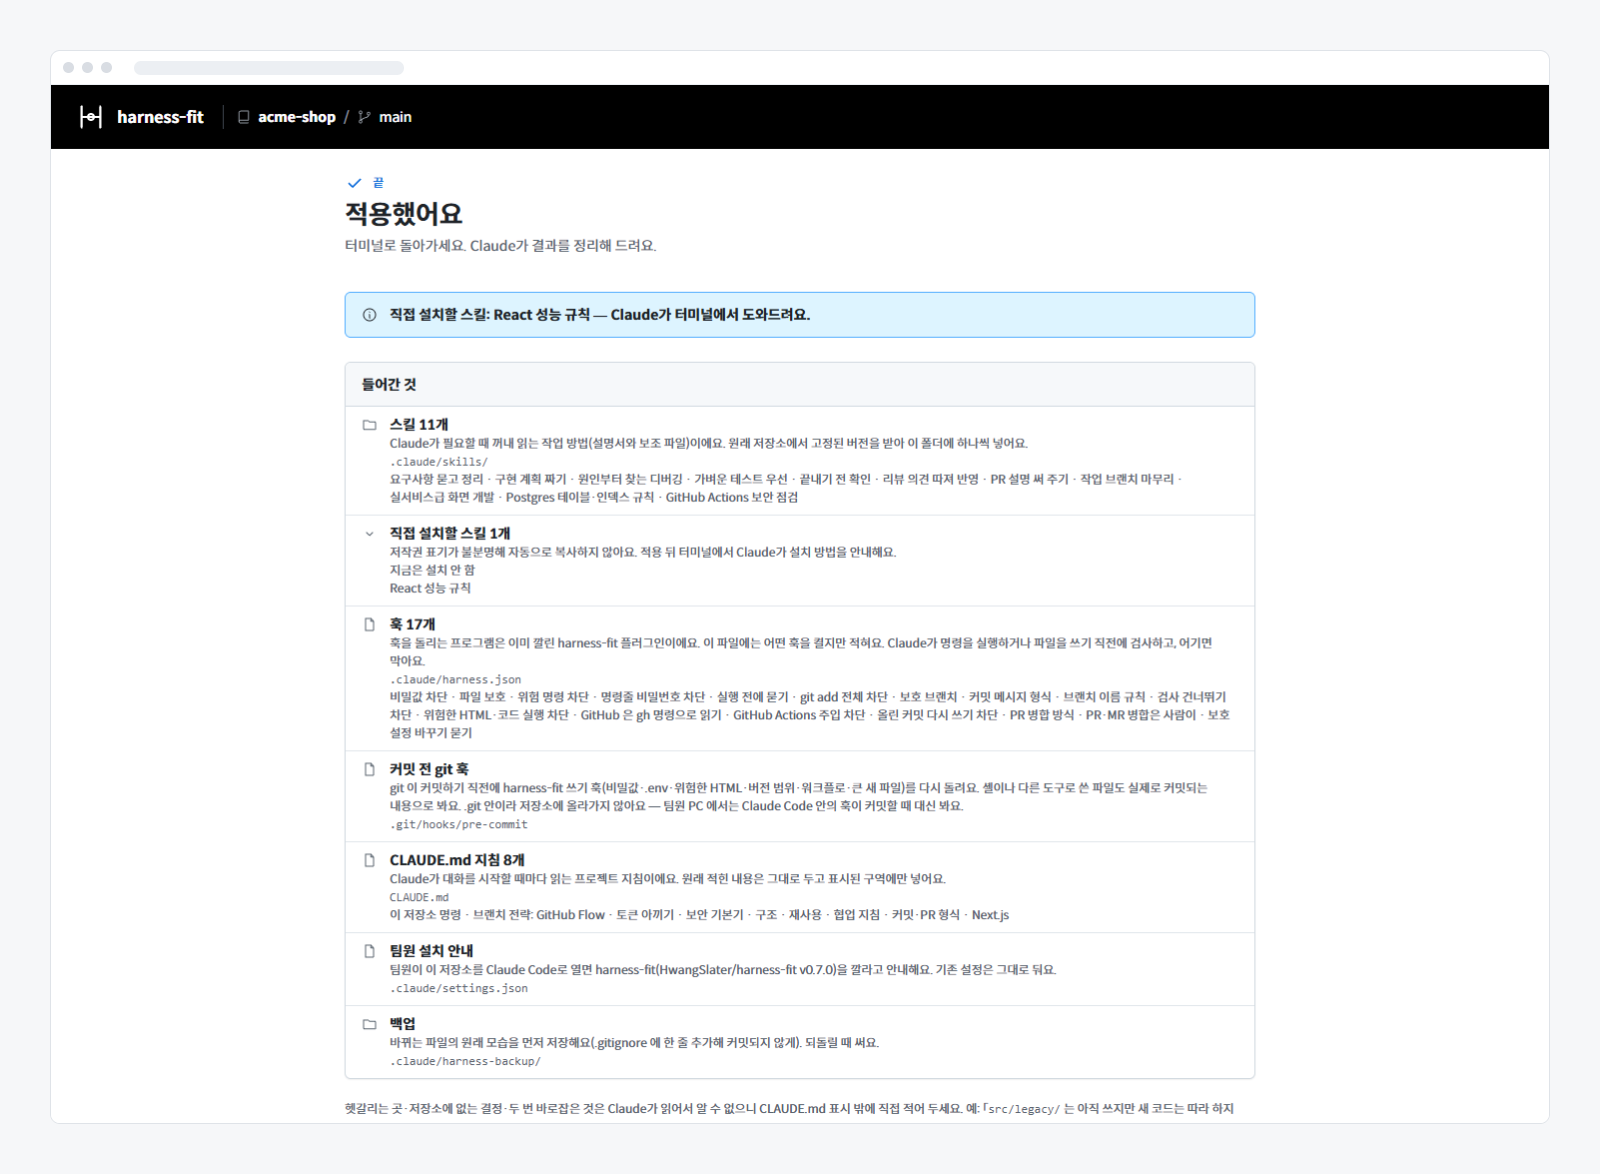 harness-fit
acme-shop / main
끝
적용했어요
터미널로 돌아가세요. Claude가 결과를 정리해 드려요.
직접 설치할 스킬: React 성능 규칙 — Claude가 터미널에서 도와드려요.
들어간 것
스킬 11개
Claude가 필요할 때 꺼내 읽는 작업 방법(설명서와 보조 파일)이에요. 원래 저장소에서 고정된 버전을 받아 이 폴더에 하나씩 넣어요.
.claude/skills/
요구사항 묻고 정리 · 구현 계획 짜기 · 원인부터 찾는 디버깅 · 가벼운 테스트 우선 · 끝내기 전 확인 · 리뷰 의견 따져 반영 · PR 설명 써 주기 · 작업 브랜치 마무리 ·
실서비스급 화면 개발 · Postgres 테이블·인덱스 규칙 · GitHub Actions 보안 점검
직접 설치할 스킬 1개
저작권 표기가 불분명해 자동으로 복사하지 않아요. 적용 뒤 터미널에서 Claude가 설치 방법을 안내해요.
지금은 설치 안 함
React 성능 규칙
훅 17개
훅을 돌리는 프로그램은 이미 깔린 harness-fit 플러그인이에요. 이 파일에는 어떤 훅을 켤지만 적혀요. Claude가 명령을 실행하거나 파일을 쓰기 직전에 검사하고, 어기면
막아요.
.claude/harness.json
비밀값 차단 · 파일 보호 · 위험 명령 차단 · 명령줄 비밀번호 차단 · 실행 전에 묻기 · git add 전체 차단 · 보호 브랜치 · 커밋 메시지 형식 · 브랜치 이름 규칙 · 검사 건너뛰기
차단 · 위험한 HTML·코드 실행 차단 · GitHub 은 gh 명령으로 읽기 · GitHub Actions 주입 차단 · 올린 커밋 다시 쓰기 차단 · PR 병합 방식 · PR·MR 병합은 사람이 · 보호
설정 바꾸기 묻기
커밋 전 git 훅
git 이 커밋하기 직전에 harness-fit 쓰기 훅(비밀값·.env·위험한 HTML·버전 범위·워크플로·큰 새 파일)를 다시 돌려요. 셸이나 다른 도구로 쓴 파일도 실제로 커밋되는
내용으로 봐요. .git 안이라 저장소에 올라가지 않아요 — 팀원 PC 에서는 Claude Code 안의 훅이 커밋할 때 대신 봐요.
.git/hooks/pre-commit
CLAUDE.md 지침 8개
Claude가 대화를 시작할 때마다 읽는 프로젝트 지침이에요. 원래 적힌 내용은 그대로 두고 표시된 구역에만 넣어요.
CLAUDE.md
이 저장소 명령 · 브랜치 전략: GitHub Flow · 토큰 아끼기 · 보안 기본기 · 구조 · 재사용 · 협업 지침 · 커밋·PR 형식 · Next.js
팀원 설치 안내
팀원이 이 저장소를 Claude Code로 열면 harness-fit(HwangSlater/harness-fit v0.7.0)을 깔라고 안내해요. 기존 설정은 그대로 둬요.
.claude/settings.json
백업
바뀌는 파일의 원래 모습을 먼저 저장해요(.gitignore 에 한 줄 추가해 커밋되지 않게). 되돌릴 때 써요.
.claude/harness-backup/
헷갈리는 곳·저장소에 없는 결정·두 번 바로잡은 것은 Claude가 읽어서 알 수 없으니 CLAUDE.md 표시 밖에 직접 적어 두세요. 예: 「src/legacy/ 는 아직 쓰지만 새 코드는 따라 하지